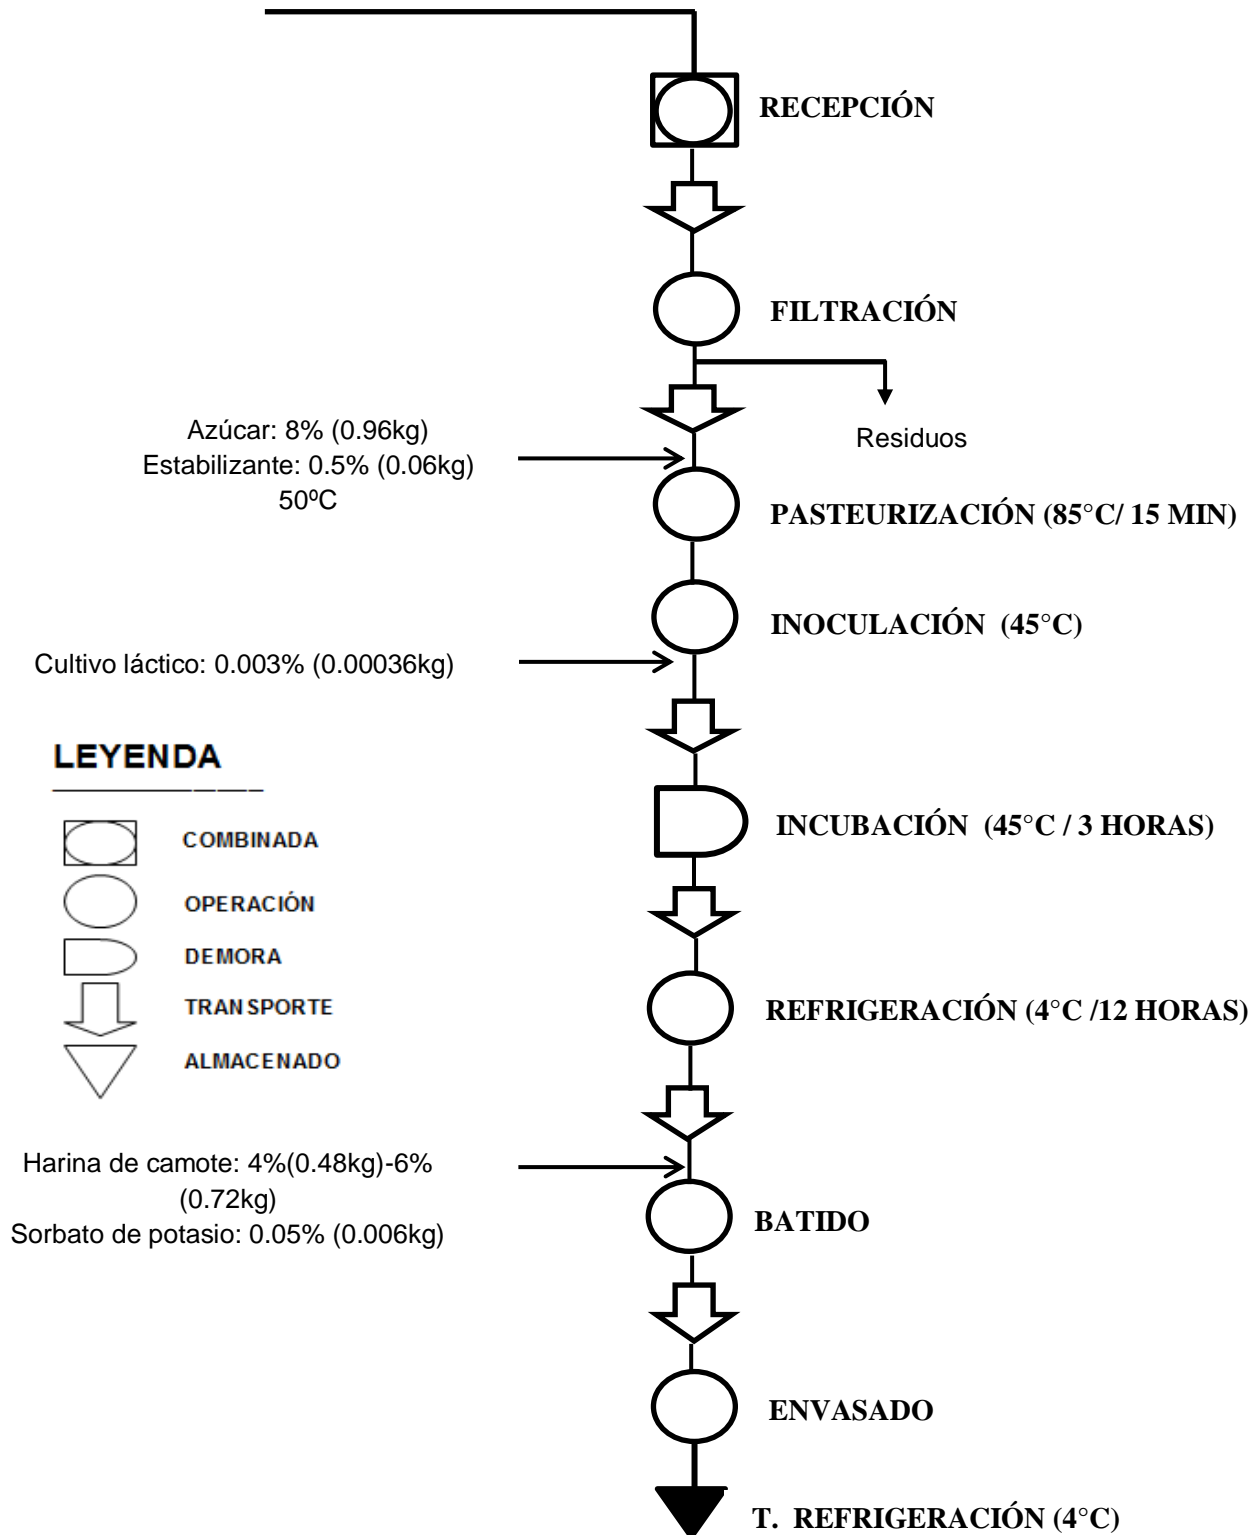 RECEPCIÓN
FILTRACIÓN
Residuos
Azúcar: 8% (0.96kg)
Estabilizante: 0.5% (0.06kg)
50ºC
PASTEURIZACIÓN (85°C/ 15 MIN)
INOCULACIÓN (45°C)
Cultivo láctico: 0.003% (0.00036kg)
INCUBACIÓN (45°C / 3 HORAS)
LEYENDA
COMBINADA
OPERACIÓN
DEMORA
TRANSPORTE
ALMACENADO
REFRIGERACIÓN (4°C /12 HORAS)
Harina de camote: 4%(0.48kg)-6%
(0.72kg)
Sorbato de potasio: 0.05% (0.006kg)
BATIDO
ENVASADO
T. REFRIGERACIÓN (4°C)